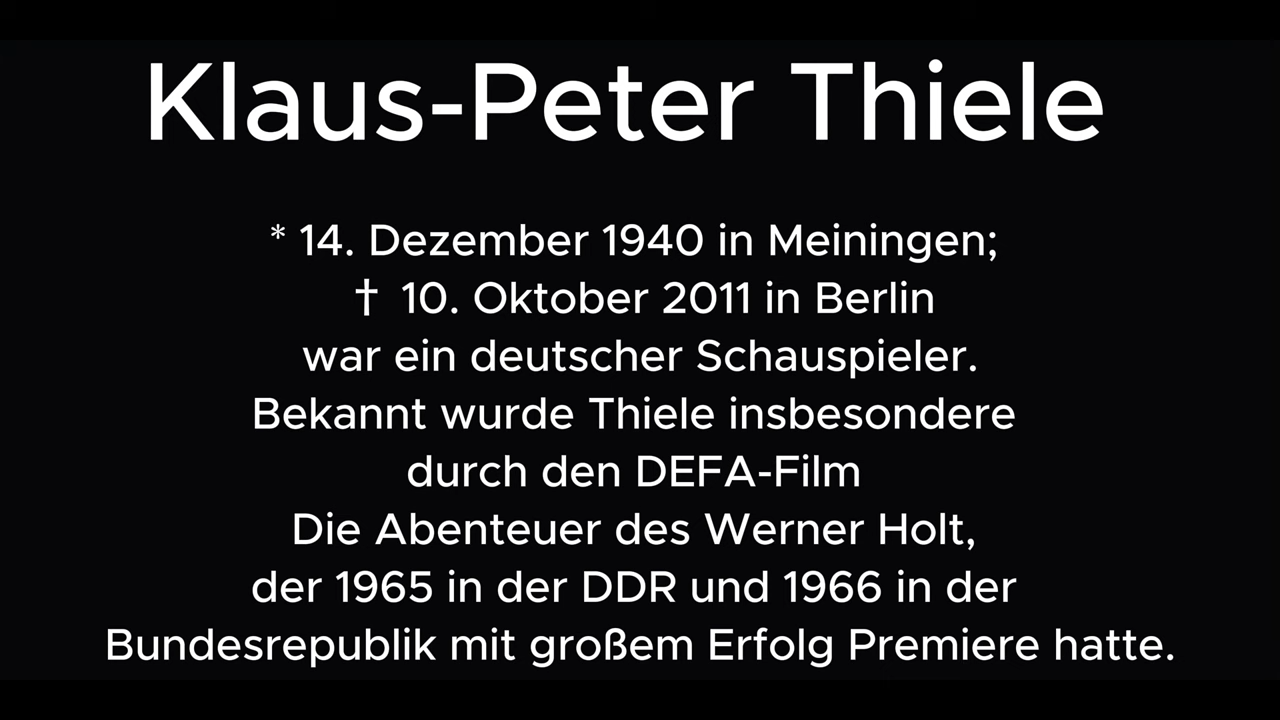 Klaus-Peter Thiele
* 14. Dezember 1940 in Meiningen;
† 10. Oktober 2011 in Berlin
war ein deutscher Schauspieler.
Bekannt wurde Thiele insbesondere
durch den DEFA-Film
Die Abenteuer des Werner Holt,
der 1965 in der DDR und 1966 in der
Bundesrepublik mit großem Erfolg Premiere hatte.